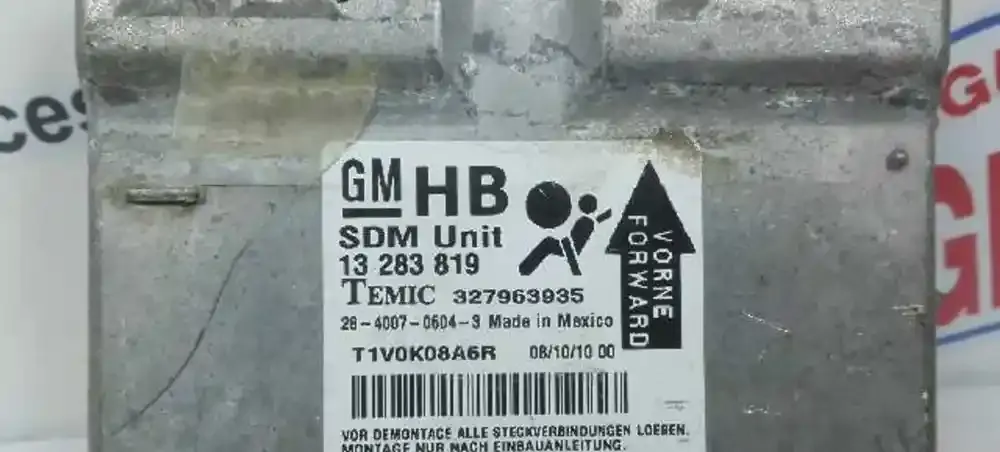 ces
GM HB
SDM Unit
13 283 819
TEMIC 327963935
28-4007-0604-3 Made in Mexico
T1V0K08A6R 08/10/10 00
VORNE
FORWARD
VOR DEMONTAGE ALLE STECKVERBINDUNGEN LOESEN.
MONTAGE NUR NACH EINBAUANLEITUNG.